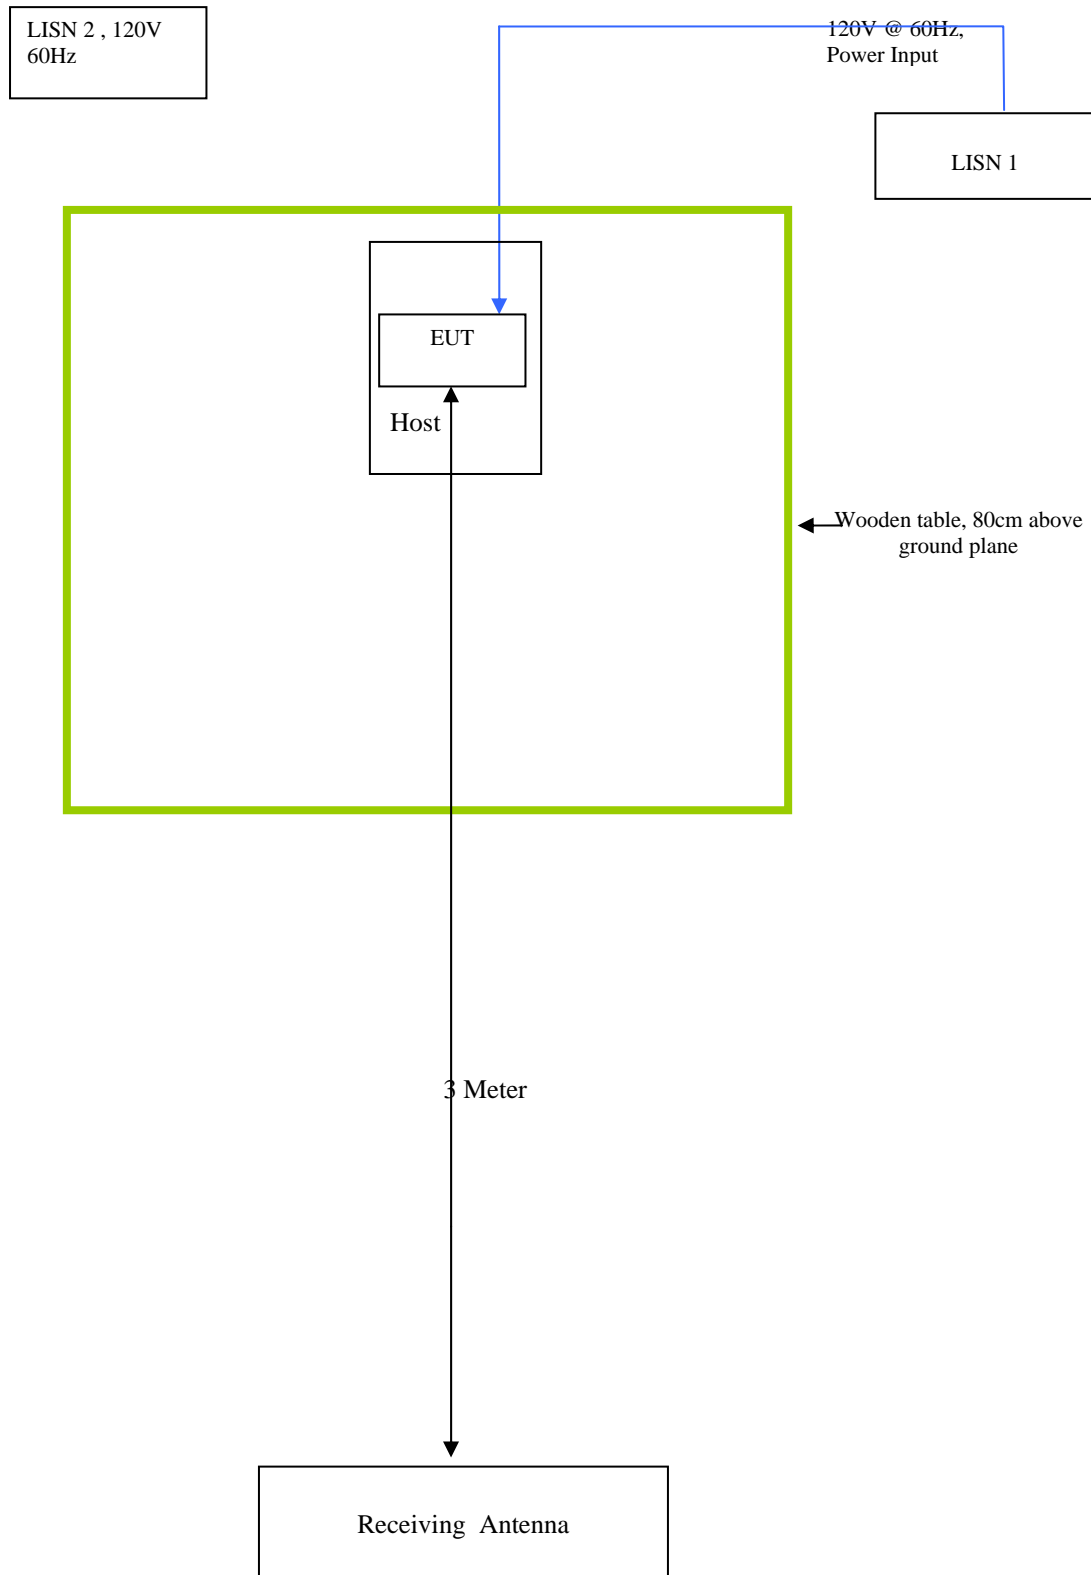 LISN 2 , 120V
60Hz
120V @ 60Hz,
Power Input
LISN 1
EUT
Host
Wooden table, 80cm above
ground plane
3 Meter
Receiving  Antenna